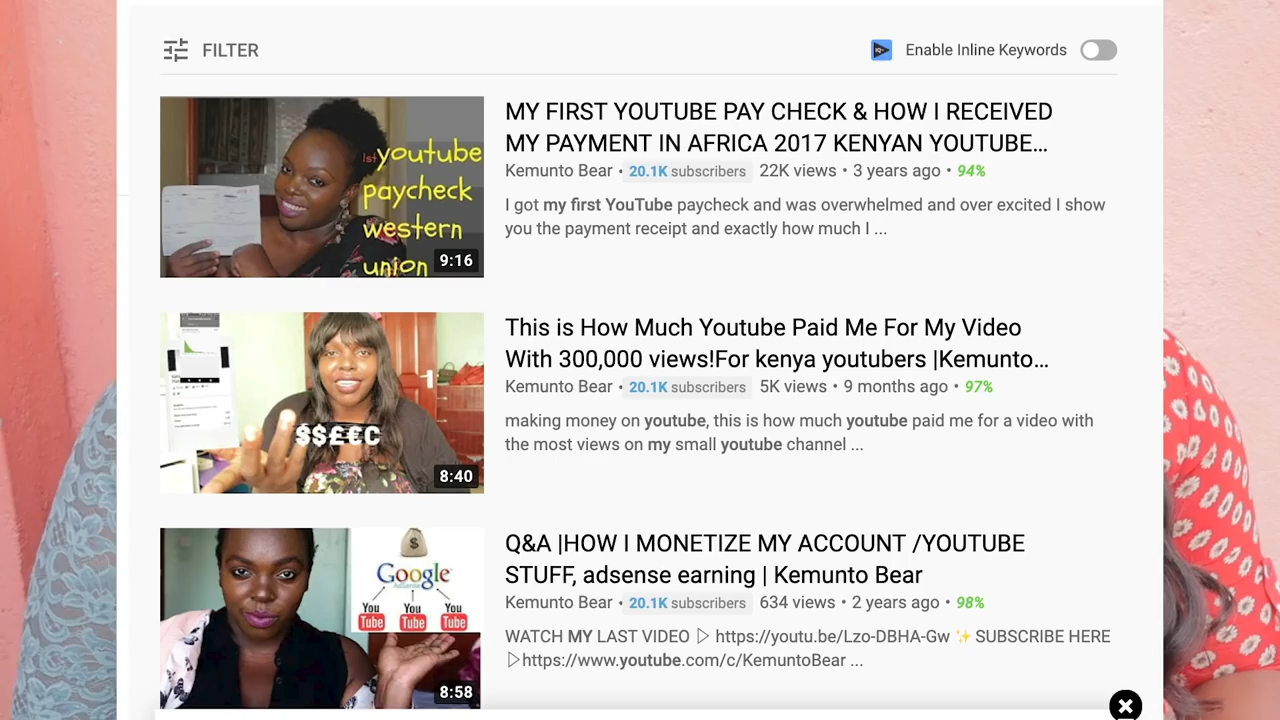 FILTER
Enable Inline Keywords
1st youtube
paycheck
western
union
9:16
MY FIRST YOUTUBE PAY CHECK & HOW I RECEIVED
MY PAYMENT IN AFRICA 2017 KENYAN YOUTUBE...
Kemunto Bear • 20.1K subscribers 22K views • 3 years ago • 94%
I got my first YouTube paycheck and was overwhelmed and over excited I show
you the payment receipt and exactly how much I ...
$$££C
8:40
This is How Much Youtube Paid Me For My Video
With 300,000 views!For kenya youtubers |Kemunto...
Kemunto Bear • 20.1K subscribers 5K views • 9 months ago • 97%
making money on youtube, this is how much youtube paid me for a video with
the most views on my small youtube channel ...
$
Google
AdSense
You Tube You Tube You Tube
8:58
Q&A |HOW I MONETIZE MY ACCOUNT /YOUTUBE
STUFF, adsense earning | Kemunto Bear
Kemunto Bear • 20.1K subscribers 634 views • 2 years ago • 98%
WATCH MY LAST VIDEO ▷ https://youtu.be/Lzo-DBHA-Gw ✨ SUBSCRIBE HERE
▷https://www.youtube.com/c/KemuntoBear ...